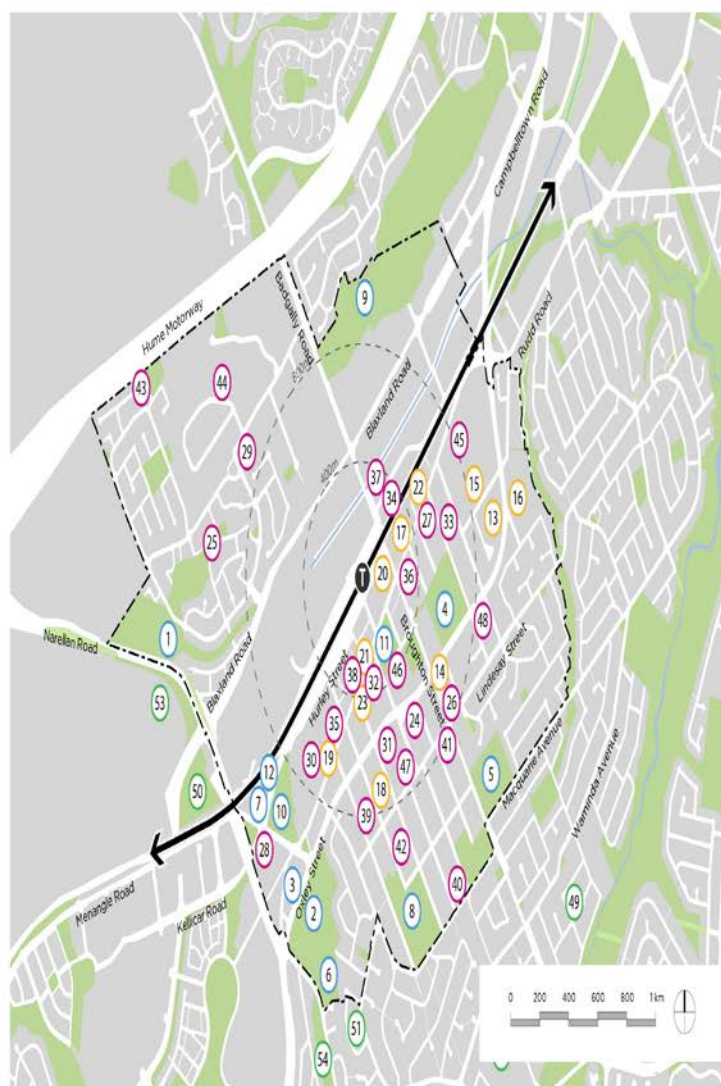 Campbelltown Road
9
Hume Motorway
Badgally Road
Rudd Road
800m
Blaxland Road
43
44
45
29
400m
37
34
22
15
16
17
27
33
13
25
T
20
36
4
48
1
Narellan Road
11
Broughton Street
Lindesay Street
21
46
14
38
32
53
Blaxland Road
Hurley Street
23
26
35
24
31
41
30
19
47
12
5
Macquarie Avenue
50
7
10
18
39
Waminda Avenue
28
42
Oxley Street
Menangle Road
3
40
Kellicar Road
2
8
49
6
0 200 400 600 800 1km
51
54